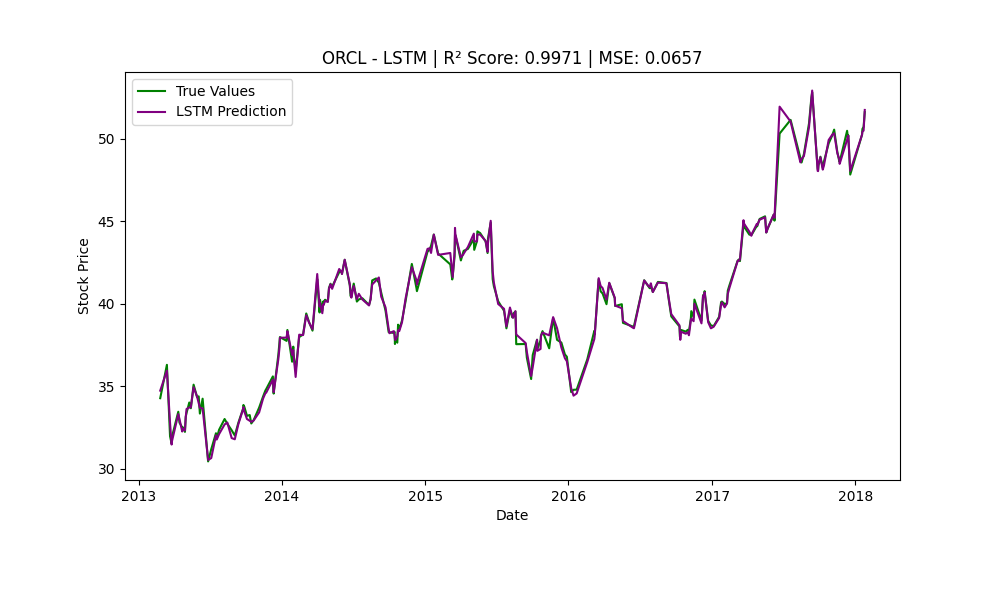 ORCL - LSTM | R² Score: 0.9971 | MSE: 0.0657
True Values
LSTM Prediction
50
45
40
35
30
Stock Price
2013 2014 2015 2016 2017 2018
Date